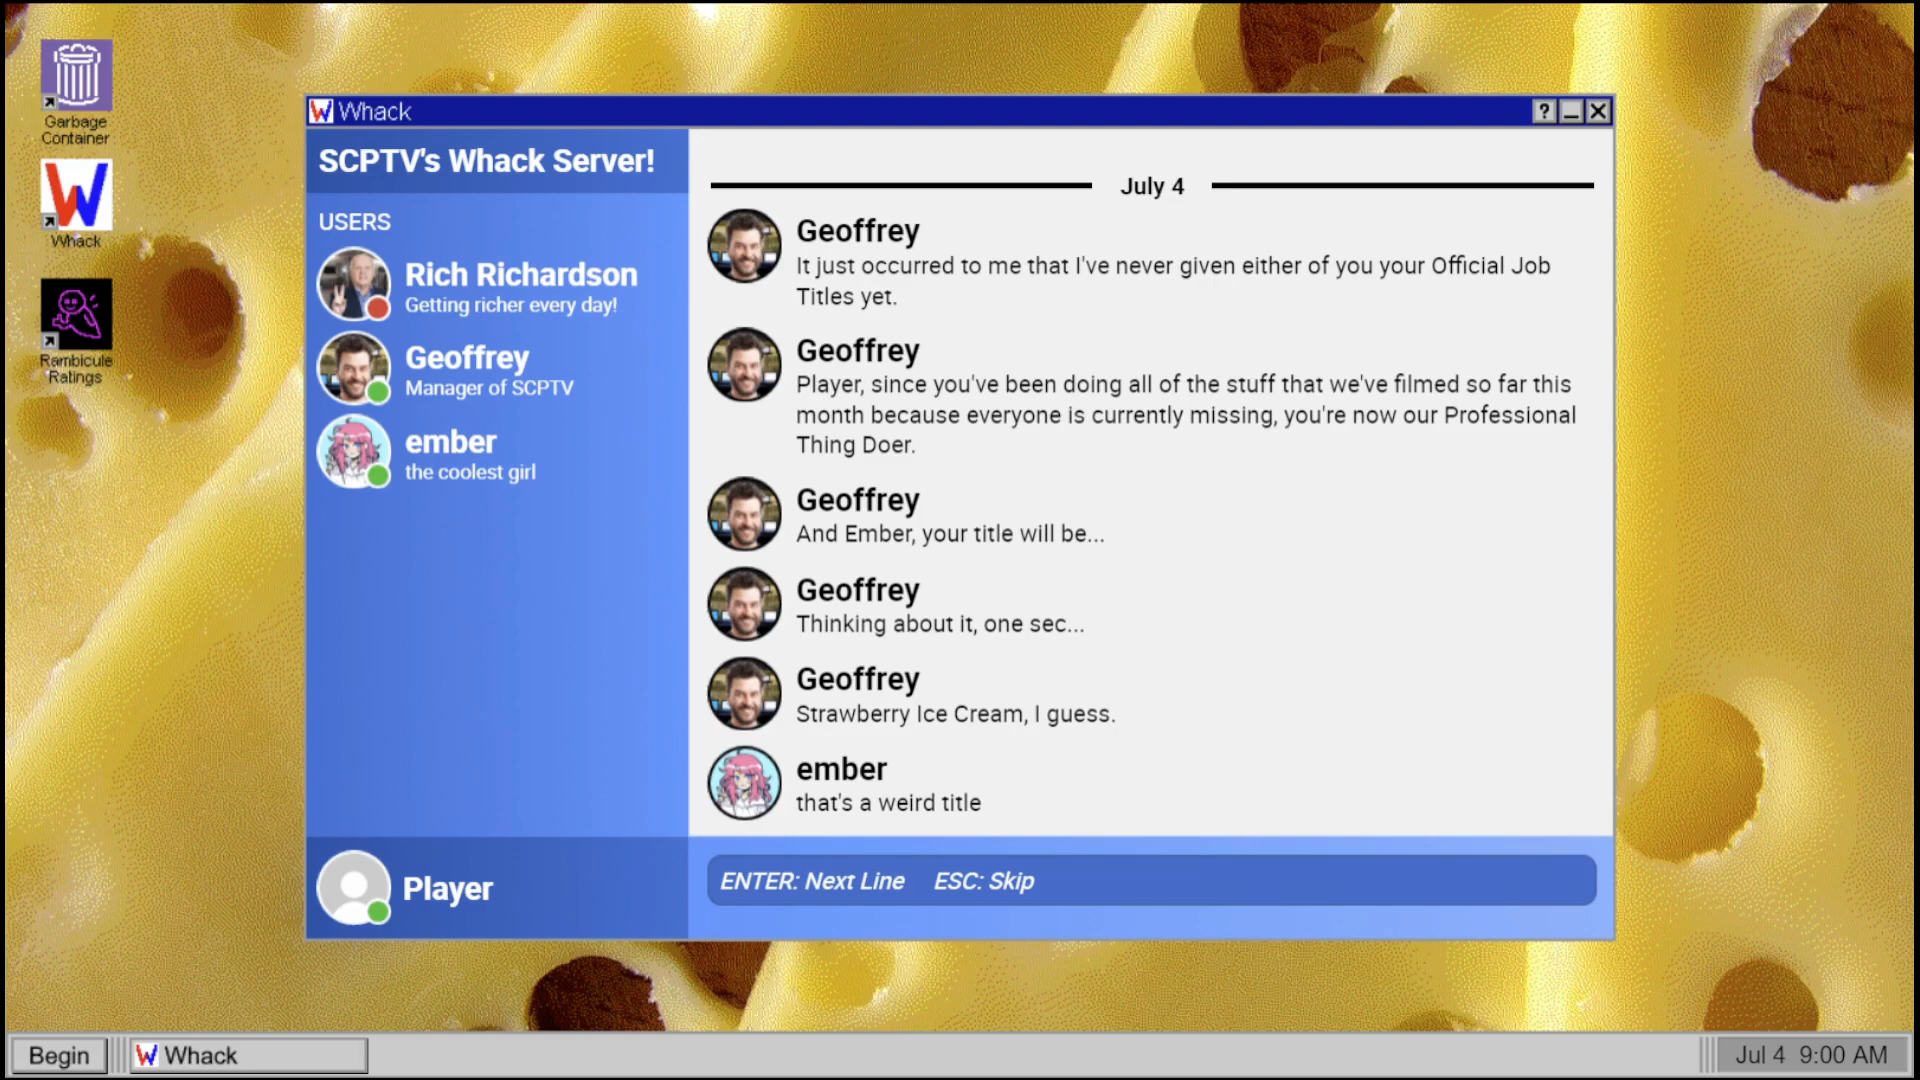 Garbage
Container
Whack
Rambicule
Ratings
W Whack
? _ X
SCPTV's Whack Server!
USERS
Rich Richardson
Getting richer every day!
Geoffrey
Manager of SCPTV
ember
the coolest girl
Player
July 4
Geoffrey
It just occurred to me that I've never given either of you your Official Job
Titles yet.
Geoffrey
Player, since you've been doing all of the stuff that we've filmed so far this
month because everyone is currently missing, you're now our Professional
Thing Doer.
Geoffrey
And Ember, your title will be...
Geoffrey
Thinking about it, one sec...
Geoffrey
Strawberry Ice Cream, I guess.
ember
that's a weird title
ENTER: Next Line ESC: Skip
Begin
W Whack
Jul 4 9:00 AM